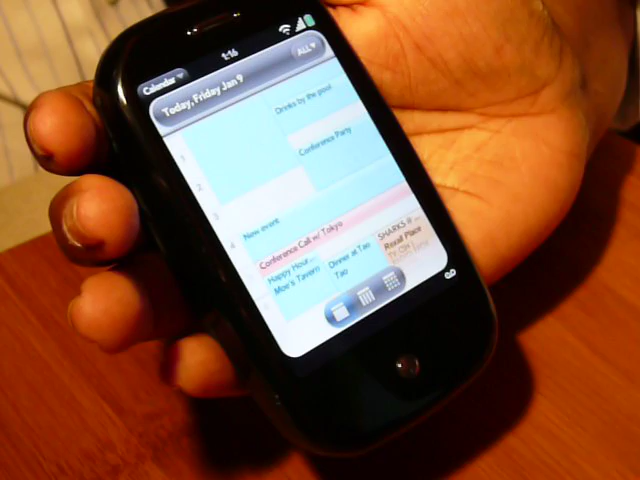 1:16
Calendar
ALL
Today, Friday Jan 9
Drinks by the pool
1
Conference Party
2
3
New event
4
Conference Call w/ Tokyo
SHARKS @ ...
Rexall Place
Happy Hour...
Moe's Tavern
Dinner at Tao
Tao